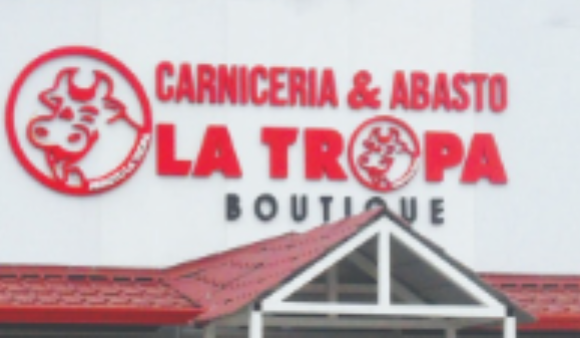 CARNICERIA & ABASTO
LA TROPA
BOUTIQUE